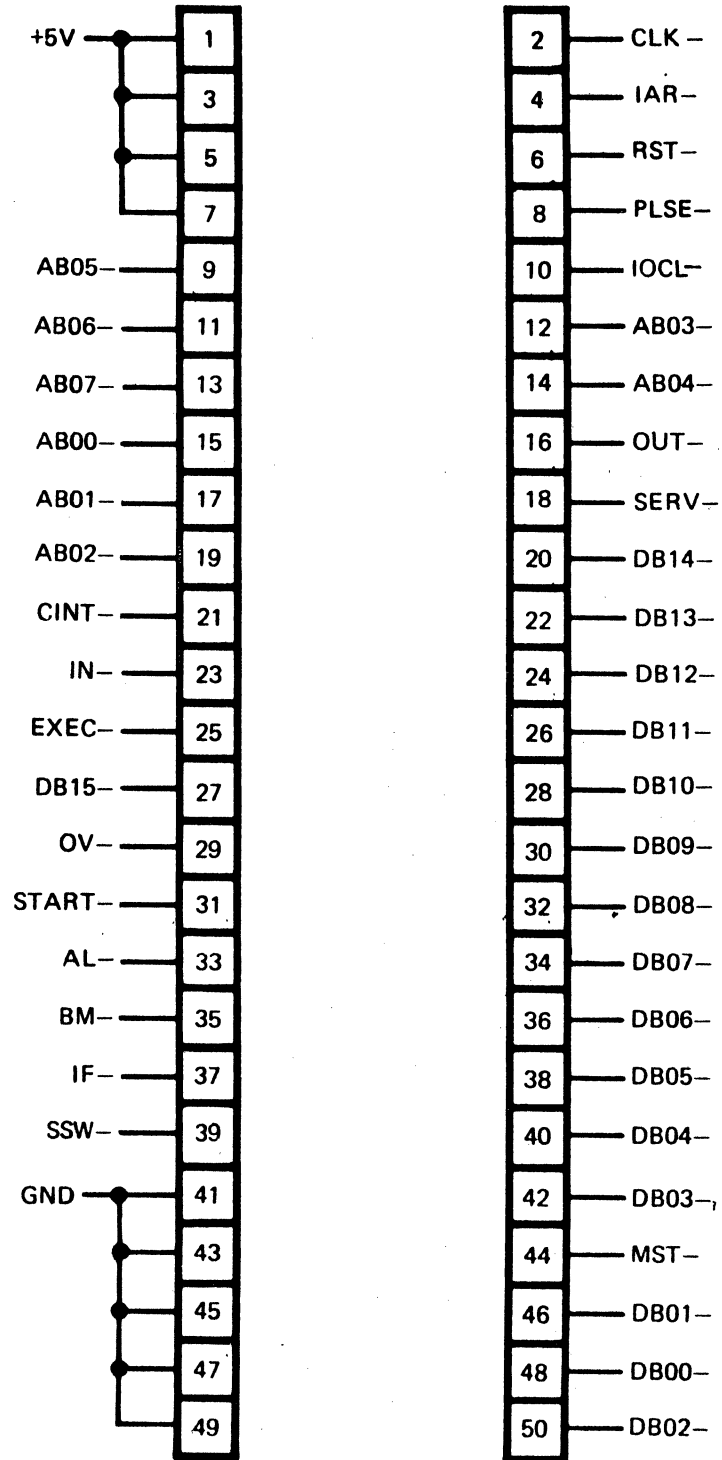 +5V 1 2 CLK –
3 4 IAR–
5 6 RST–
7 8 PLSE–
AB05– 9 10 IOCL–
AB06– 11 12 AB03–
AB07– 13 14 AB04–
AB00– 15 16 OUT–
AB01– 17 18 SERV–
AB02– 19 20 DB14–
CINT– 21 22 DB13–
IN– 23 24 DB12–
EXEC– 25 26 DB11–
DB15– 27 28 DB10–
OV– 29 30 DB09–
START– 31 32 DB08–
AL– 33 34 DB07–
BM– 35 36 DB06–
IF– 37 38 DB05–
SSW– 39 40 DB04–
GND 41 42 DB03–
43 44 MST–
45 46 DB01–
47 48 DB00–
49 50 DB02–